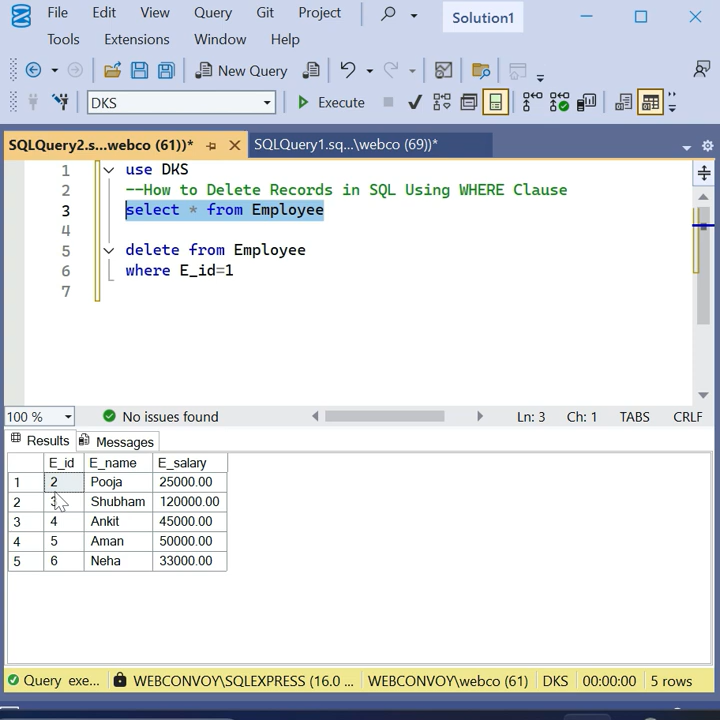 File Edit View Query Git Project Solution1
Tools Extensions Window Help
New Query
DKS Execute
SQLQuery2.s...webco (61))* SQLQuery1.sq...\webco (69))*
1 use DKS
2 --How to Delete Records in SQL Using WHERE Clause
3 select * from Employee
4
5 delete from Employee
6 where E_id=1
7
100 % No issues found Ln: 3 Ch: 1 TABS CRLF
Results Messages
E_id E_name E_salary
1 2 Pooja 25000.00
2 3 Shubham 120000.00
3 4 Ankit 45000.00
4 5 Aman 50000.00
5 6 Neha 33000.00
Query exe... WEBCONVOY\SQLEXPRESS (16.0 ... WEBCONVOY\webco (61) DKS 00:00:00 5 rows